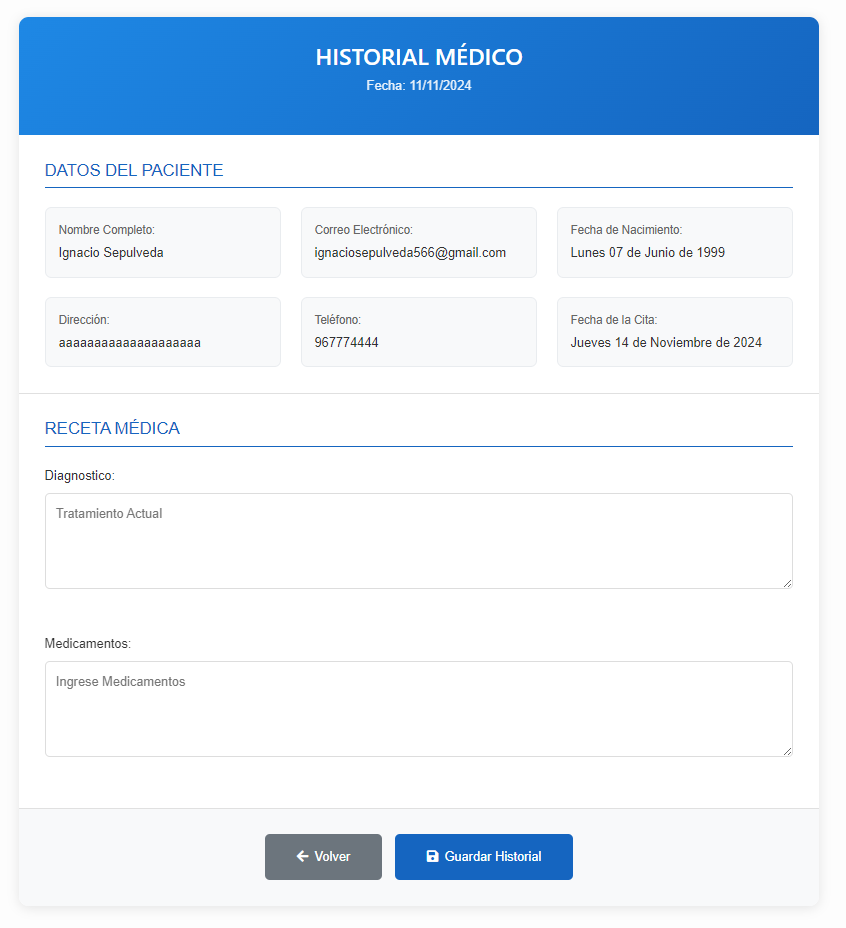 HISTORIAL MÉDICO
Fecha: 11/11/2024
DATOS DEL PACIENTE
Nombre Completo:
Ignacio Sepulveda
Correo Electrónico:
ignaciosepulveda566@gmail.com
Fecha de Nacimiento:
Lunes 07 de Junio de 1999
Dirección:
aaaaaaaaaaaaaaaaaaaa
Teléfono:
967774444
Fecha de la Cita:
Jueves 14 de Noviembre de 2024
RECETA MÉDICA
Diagnostico:
Tratamiento Actual
Medicamentos:
Ingrese Medicamentos
Volver
Guardar Historial